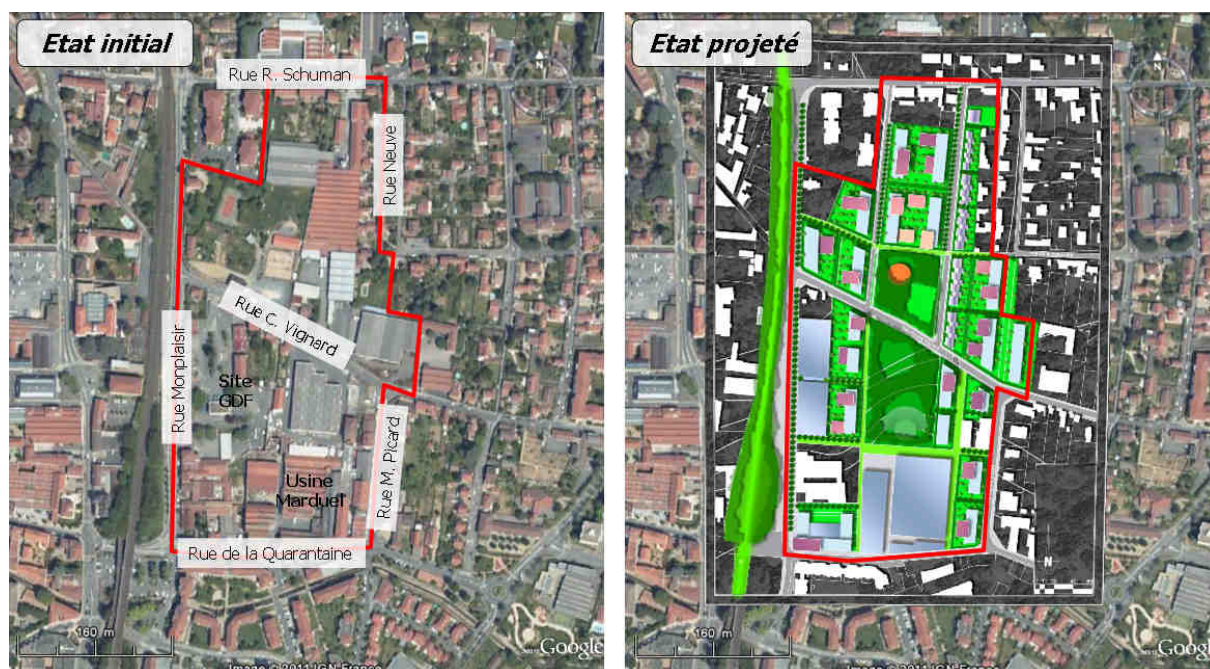 Etat initial
Rue R. Schuman
Rue Neuve
Rue C. Vignard
Rue Monplaisir
Site
GDF
Rue M. Picard
Usine
Marduel
Rue de la Quarantaine
160 m
©2010 Google
Image © 2011 IGN France
Etat projeté
N
160 m
Google
Image © 2011 IGN France